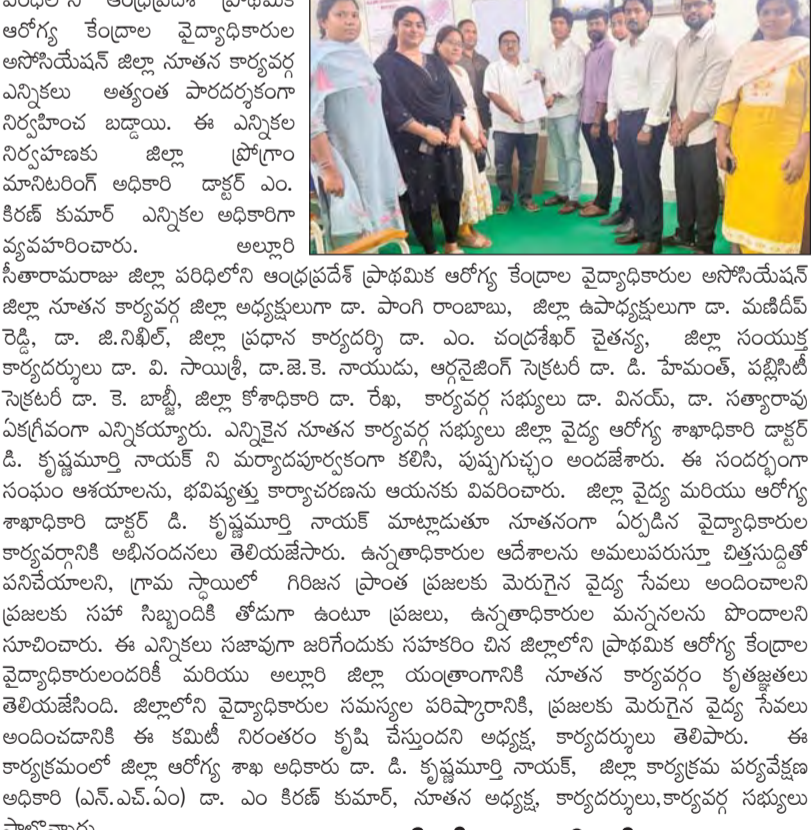 పరిధిలోని ఆంధ్రప్రదేశ్ ప్రాథమిక
ఆరోగ్య కేంద్రాల వైద్యాధికారుల
అసోసియేషన్ జిల్లా నూతన కార్యవర్గ
ఎన్నికలు అత్యంత పారదర్శకంగా
నిర్వహించ బడ్డాయి. ఈ ఎన్నికల
నిర్వహణకు జిల్లా ప్రోగ్రాం
మానిటరింగ్ అధికారి డాక్టర్ ఎం.
కిరణ్ కుమార్ ఎన్నికల అధికారిగా
వ్యవహరించారు. అల్లూరి
సీతారామరాజు జిల్లా పరిధిలోని ఆంధ్రప్రదేశ్ ప్రాథమిక ఆరోగ్య కేంద్రాల వైద్యాధికారుల అసోసియేషన్
జిల్లా నూతన కార్యవర్గ జిల్లా అధ్యక్షులుగా డా. పాంగి రాంబాబు, జిల్లా ఉపాధ్యక్షులుగా డా. మణిదీప్
రెడ్డి, డా. జి.నిఖిల్, జిల్లా ప్రధాన కార్యదర్శి డా. ఎం. చంద్రశేఖర్ చైతన్య, జిల్లా సంయుక్త
కార్యదర్శులు డా. వి. సాయిశ్రీ, డా.జె.కె. నాయుడు, ఆర్గనైజింగ్ సెక్రటరీ డా. డి. హేమంత్, పబ్లిసిటీ
సెక్రటరీ డా. కె. బాబ్జీ, జిల్లా కోశాధికారి డా. రేఖ, కార్యవర్గ సభ్యులు డా. వినయ్, డా. సత్యారావు
ఏకగ్రీవంగా ఎన్నికయ్యారు. ఎన్నికైన నూతన కార్యవర్గ సభ్యులు జిల్లా వైద్య ఆరోగ్య శాఖాధికారి డాక్టర్
డి. కృష్ణమూర్తి నాయక్ ని మర్యాదపూర్వకంగా కలిసి, పుష్పగుచ్ఛం అందజేశారు. ఈ సందర్భంగా
సంఘం ఆశయాలను, భవిష్యత్తు కార్యాచరణను ఆయనకు వివరించారు. జిల్లా వైద్య మరియు ఆరోగ్య
శాఖాధికారి డాక్టర్ డి. కృష్ణమూర్తి నాయక్ మాట్లాడుతూ నూతనంగా ఏర్పడిన వైద్యాధికారుల
కార్యవర్గానికి అభినందనలు తెలియజేసారు. ఉన్నతాధికారుల ఆదేశాలను అమలుపరుస్తూ చిత్తసుద్దితో
పనిచేయాలని, గ్రామ స్థాయిలో గిరిజన ప్రాంత ప్రజలకు మెరుగైన వైద్య సేవలు అందించాలని
ప్రజలకు సహా సిబ్బందికి తోడుగా ఉంటూ ప్రజలు, ఉన్నతాధికారుల మన్ననలను పొందాలని
సూచించారు. ఈ ఎన్నికలు సజావుగా జరిగేందుకు సహకరిం చిన జిల్లాలోని ప్రాథమిక ఆరోగ్య కేంద్రాల
వైద్యాధికారులందరికీ మరియు అల్లూరి జిల్లా యంత్రాంగానికి నూతన కార్యవర్గం కృతజ్ఞతలు
తెలియజేసింది. జిల్లాలోని వైద్యాధికారుల సమస్యల పరిష్కారానికి, ప్రజలకు మెరుగైన వైద్య సేవలు
అందించడానికి ఈ కమిటీ నిరంతరం కృషి చేస్తుందని అధ్యక్ష, కార్యదర్శులు తెలిపారు. ఈ
కార్యక్రమంలో జిల్లా ఆరోగ్య శాఖ అధికారు డా. డి. కృష్ణమూర్తి నాయక్, జిల్లా కార్యక్రమ పర్యవేక్షణ
అధికారి (ఎన్.ఎచ్.ఏం) డా. ఎం కిరణ్ కుమార్, నూతన అధ్యక్ష, కార్యదర్శులు,కార్యవర్గ సభ్యులు